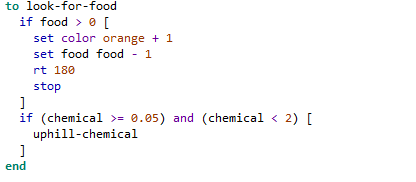 to look-for-food
  if food > 0 [
    set color orange + 1
    set food food - 1
    rt 180
    stop
  ]
  if (chemical >= 0.05) and (chemical < 2) [
    uphill-chemical
  ]
end